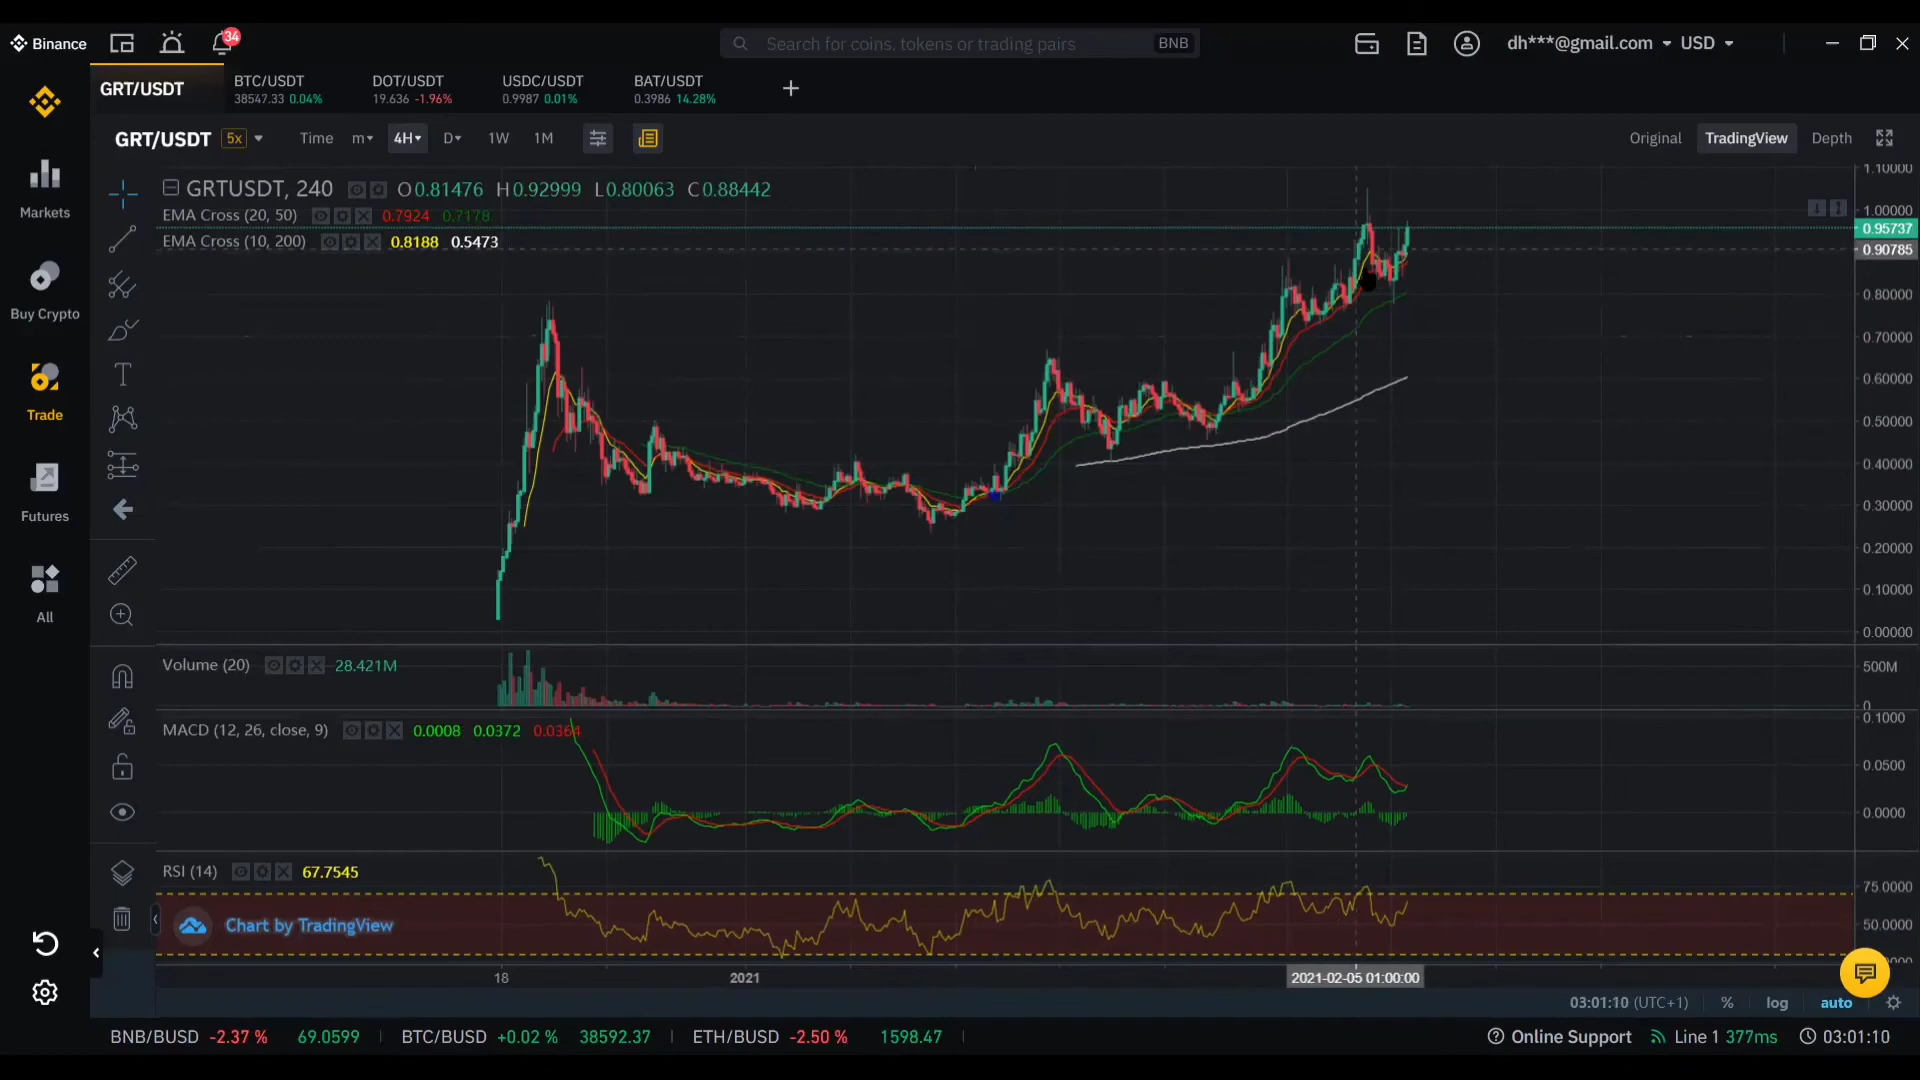 Binance
34
Search for coins, tokens or trading pairs BNB
dh***@gmail.com USD
GRT/USDT
BTC/USDT
38547.33 0.04%
DOT/USDT
19.636 -1.96%
USDC/USDT
0.9987 0.01%
BAT/USDT
0.3986 14.28%
+
GRT/USDT 5x Time m 4H D 1W 1M
Original TradingView Depth
Markets
Buy Crypto
Trade
Futures
All
GRTUSDT, 240 O0.81476 H0.92999 L0.80063 C0.88442
EMA Cross (20, 50) 0.7924 0.7178
EMA Cross (10, 200) 0.8188 0.5473
1.10000
1.00000
0.95737
0.90785
0.80000
0.70000
0.60000
0.50000
0.40000
0.30000
0.20000
0.10000
0.00000
Volume (20) 28.421M
500M
0
MACD (12, 26, close, 9) 0.0008 0.0372 0.0364
0.1000
0.0500
0.0000
RSI (14) 67.7545
75.0000
50.0000
Chart by TradingView
18 2021 2021-02-05 01:00:00
03:01:10 (UTC+1) % log auto
BNB/BUSD -2.37 % 69.0599 BTC/BUSD +0.02 % 38592.37 ETH/BUSD -2.50 % 1598.47
Online Support Line 1 377ms 03:01:10